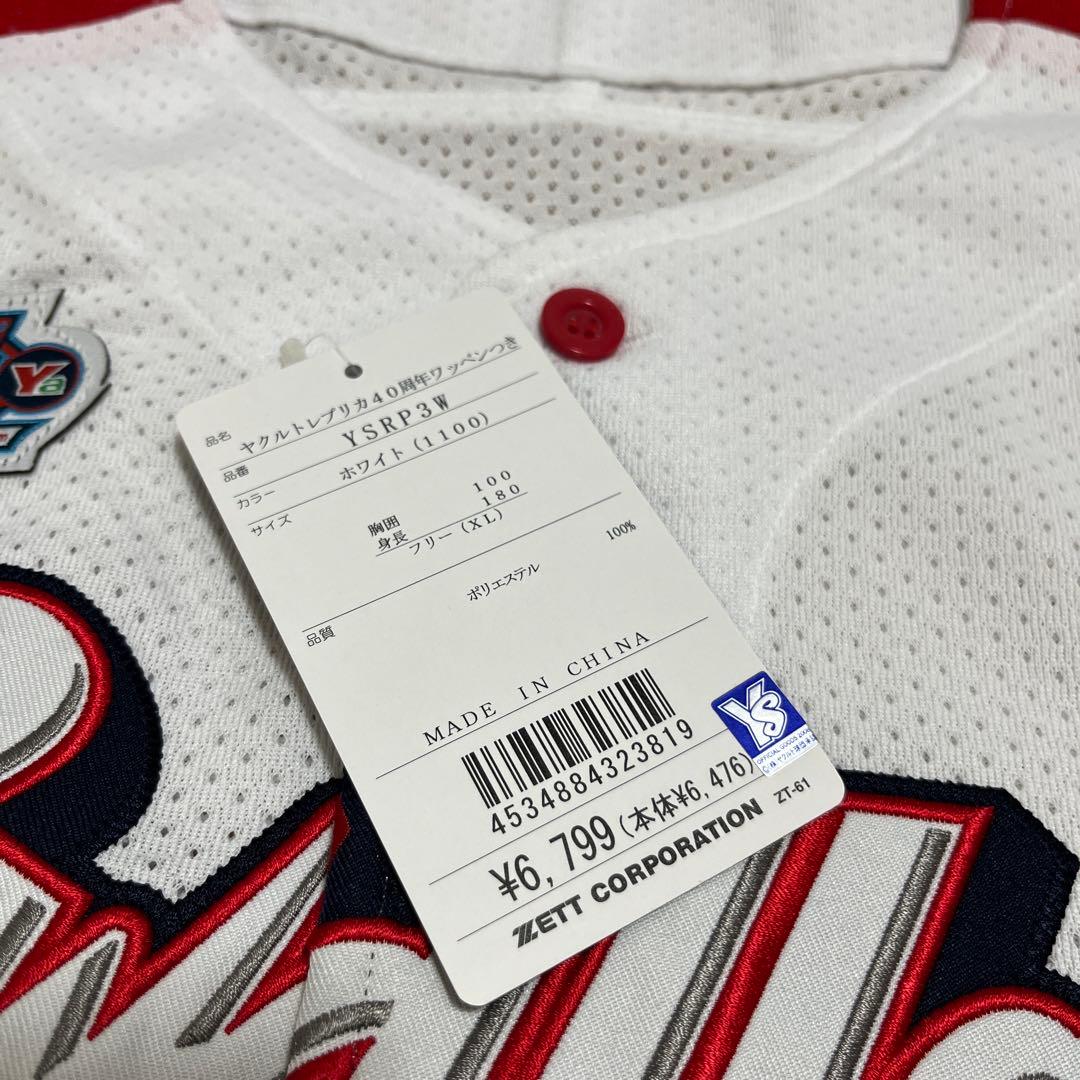 品名 ヤクルトレプリカ40周年ワッペンつき
品番 YSRP3W
カラー ホワイト(1100)
サイズ 胸囲 100
身長 180
フリー(XL)
品質 ポリエステル 100%
MADE IN CHINA
4534884323819
¥6,799(本体¥6,476)
ZETT CORPORATION ZT-61
YS
Ya